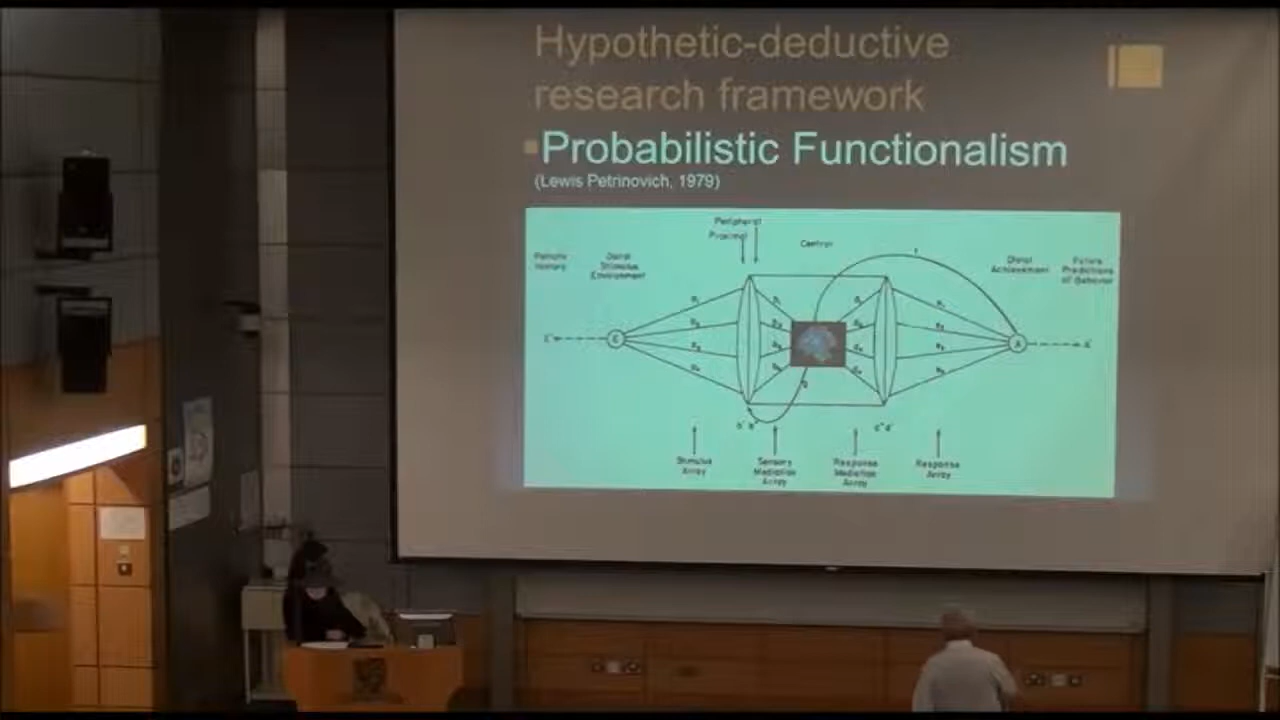 Hypothetic-deductive
research framework
Probabilistic Functionalism
(Lewis Petrinovich, 1979)
Peripheral
Proximal
Central
Distal
Stimulus
Environment
Distal
Achievement
Future
Predictions
of Behavior
Stimulus
Array
Sensory
Mediation
Array
Response
Mediation
Array
Response
Array